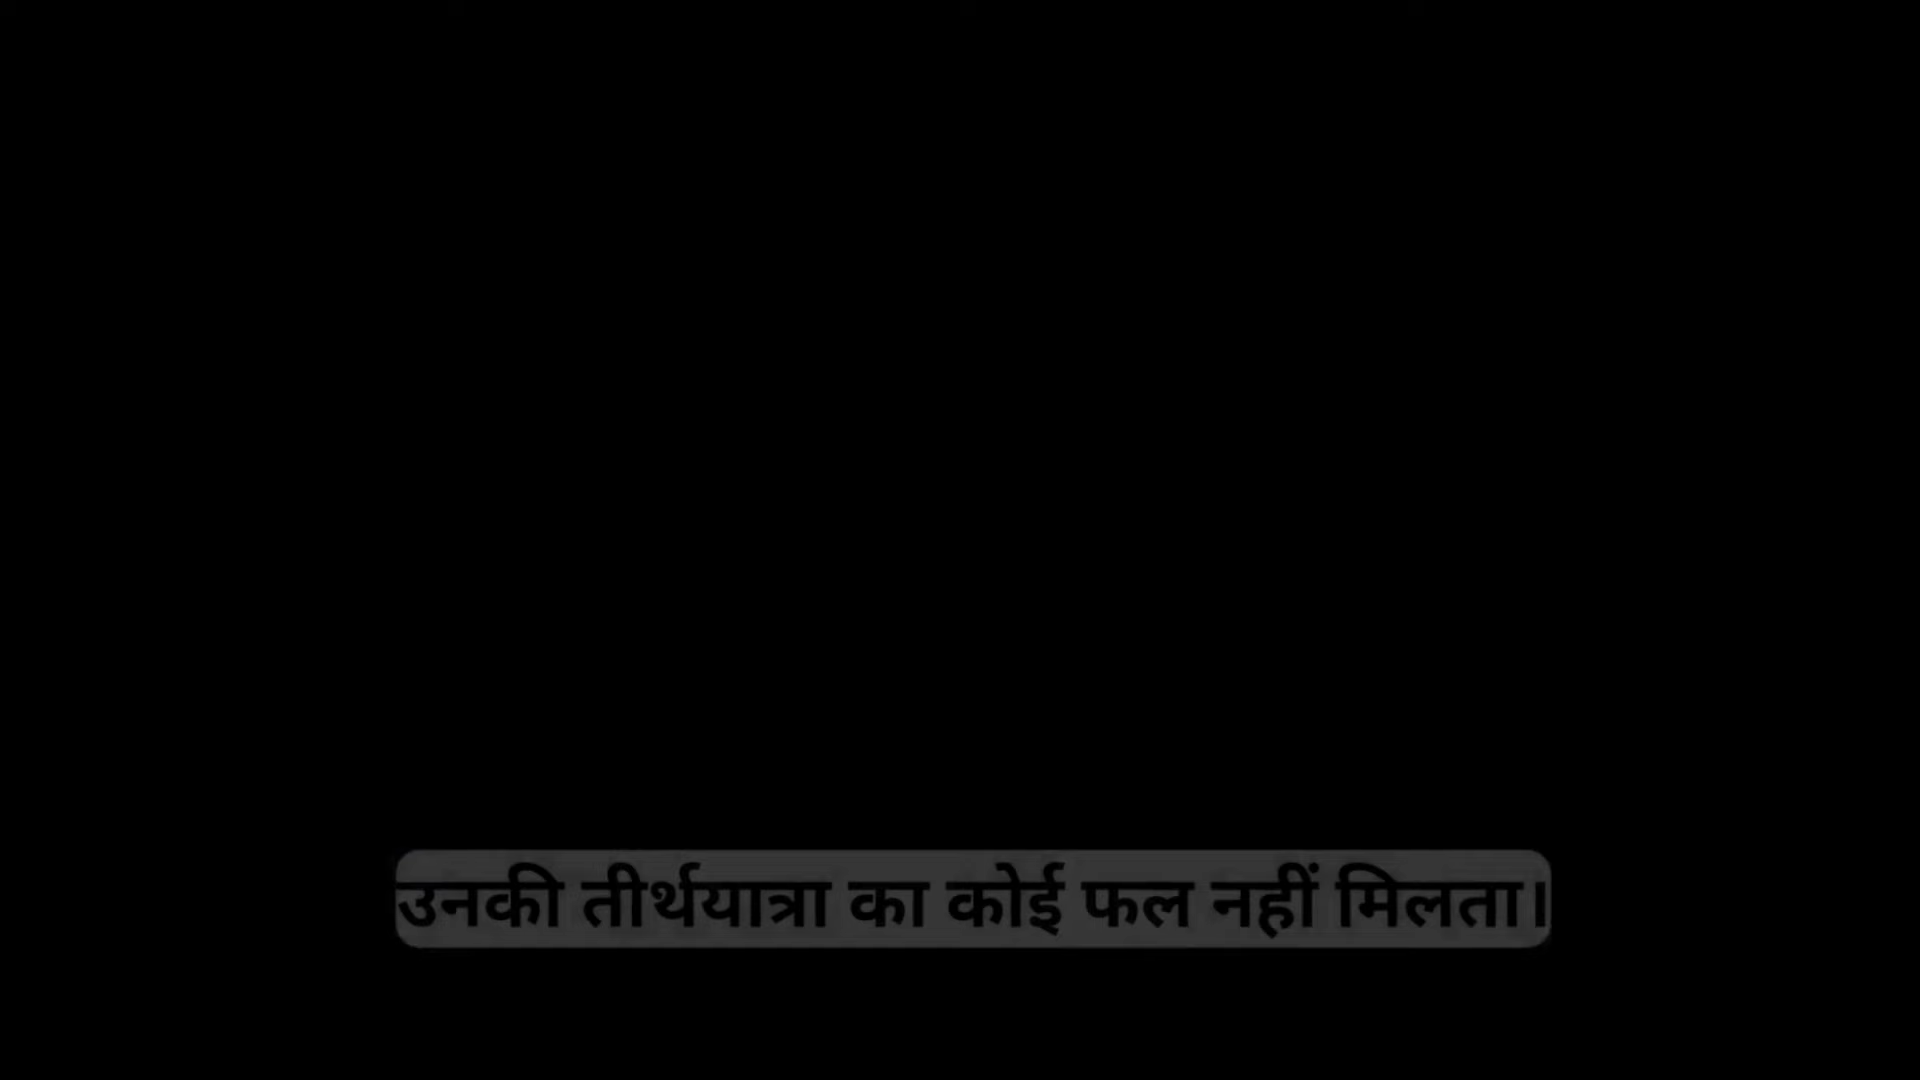 उनकी तीर्थयात्रा का कोई फल नहीं मिलता।